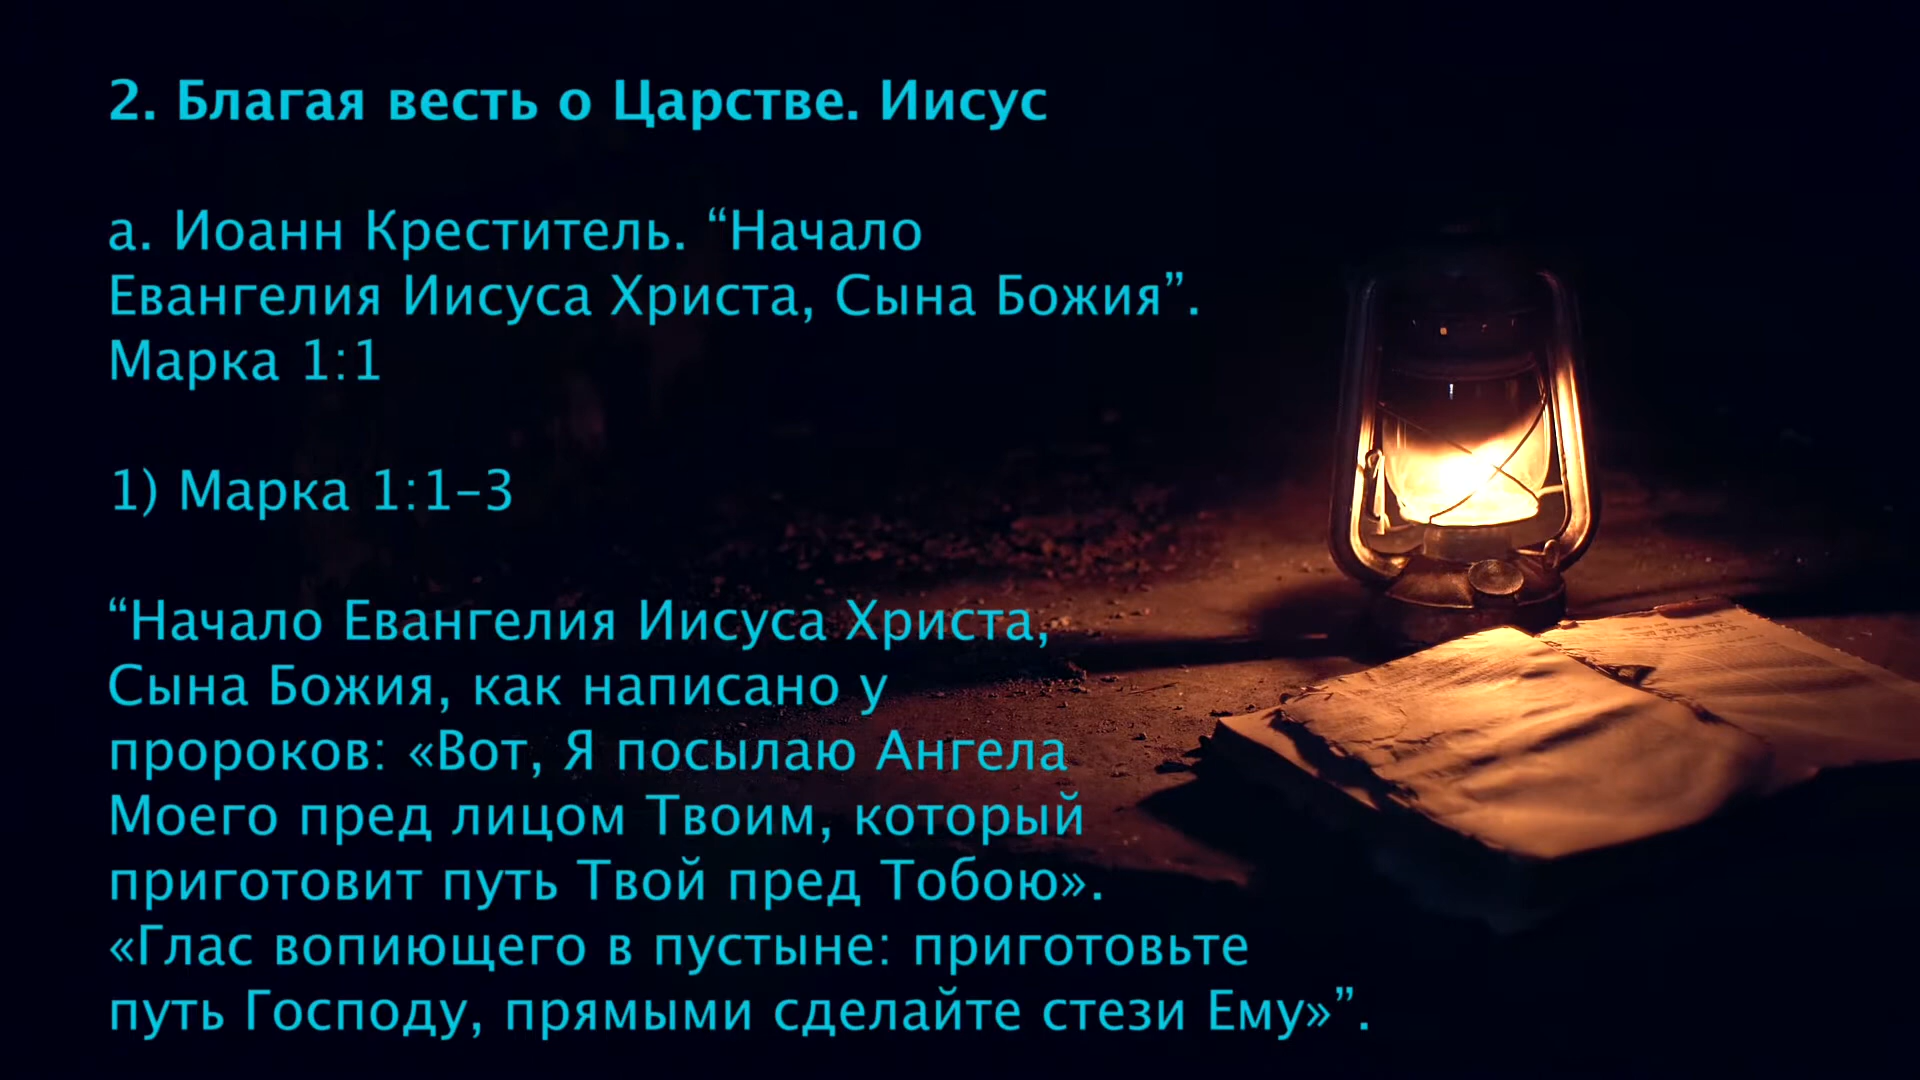 2. Благая весть о Царстве. Иисус
а. Иоанн Креститель. “Начало
Евангелия Иисуса Христа, Сына Божия”.
Марка 1:1
1) Марка 1:1–3
“Начало Евангелия Иисуса Христа,
Сына Божия, как написано у
пророков: «Вот, Я посылаю Ангела
Моего пред лицом Твоим, который
приготовит путь Твой пред Тобою».
«Глас вопиющего в пустыне: приготовьте
путь Господу, прямыми сделайте стези Ему»”.